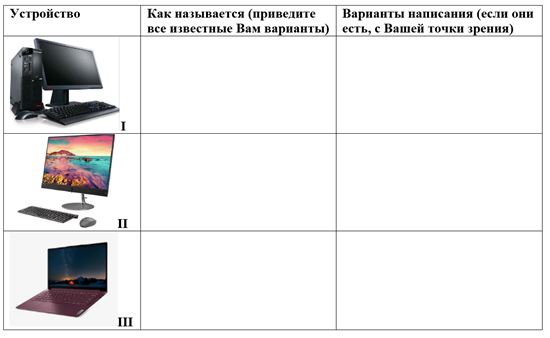 Устройство
Как называется (приведите
все известные Вам варианты)
Варианты написания (если они
есть, с Вашей точки зрения)
I
II
III